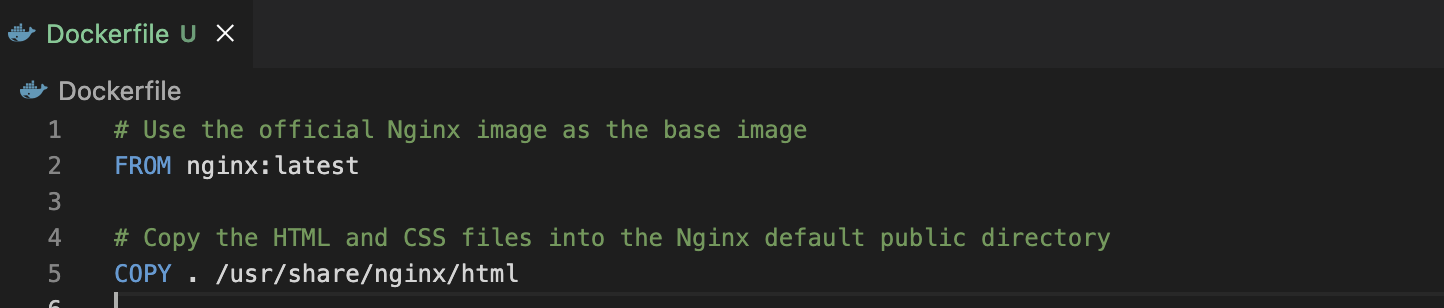 Dockerfile U
Dockerfile
1 # Use the official Nginx image as the base image
2 FROM nginx:latest
3
4 # Copy the HTML and CSS files into the Nginx default public directory
5 COPY . /usr/share/nginx/html
6